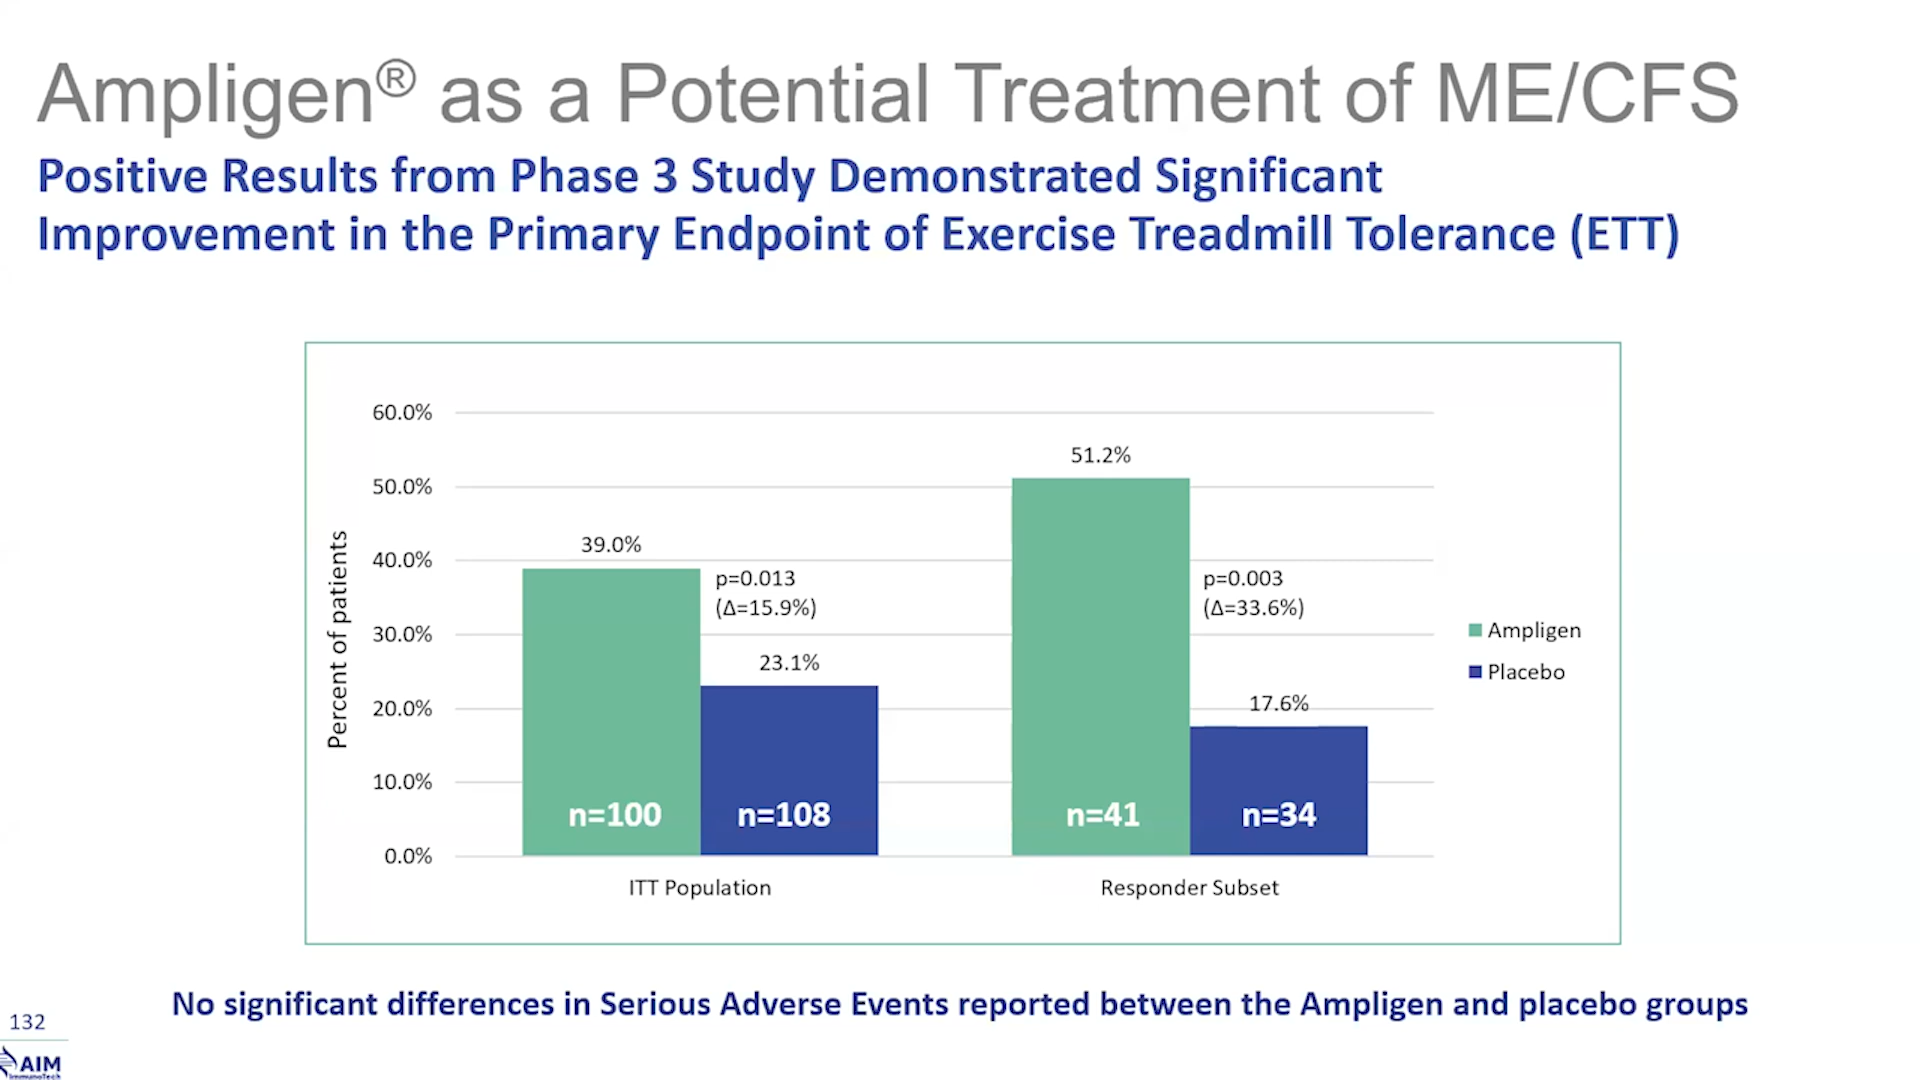 Ampligen® as a Potential Treatment of ME/CFS
Positive Results from Phase 3 Study Demonstrated Significant
Improvement in the Primary Endpoint of Exercise Treadmill Tolerance (ETT)
60.0%
50.0%
40.0%
30.0%
20.0%
10.0%
0.0%
Percent of patients
39.0%
p=0.013
(Δ=15.9%)
23.1%
n=100
n=108
51.2%
p=0.003
(Δ=33.6%)
17.6%
n=41
n=34
ITT Population
Responder Subset
Ampligen
Placebo
No significant differences in Serious Adverse Events reported between the Ampligen and placebo groups
132
AIM
ImmunoTech